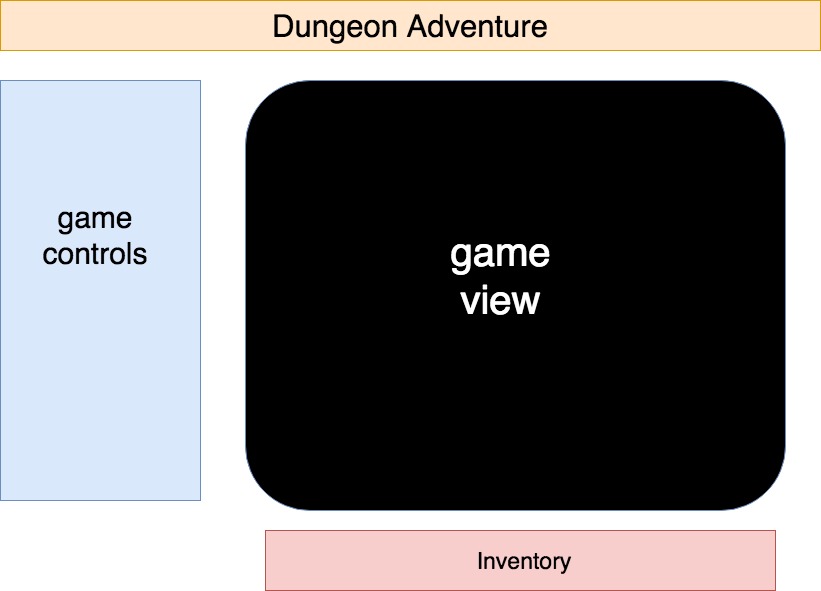 Dungeon Adventure
game
controls
game
view
Inventory